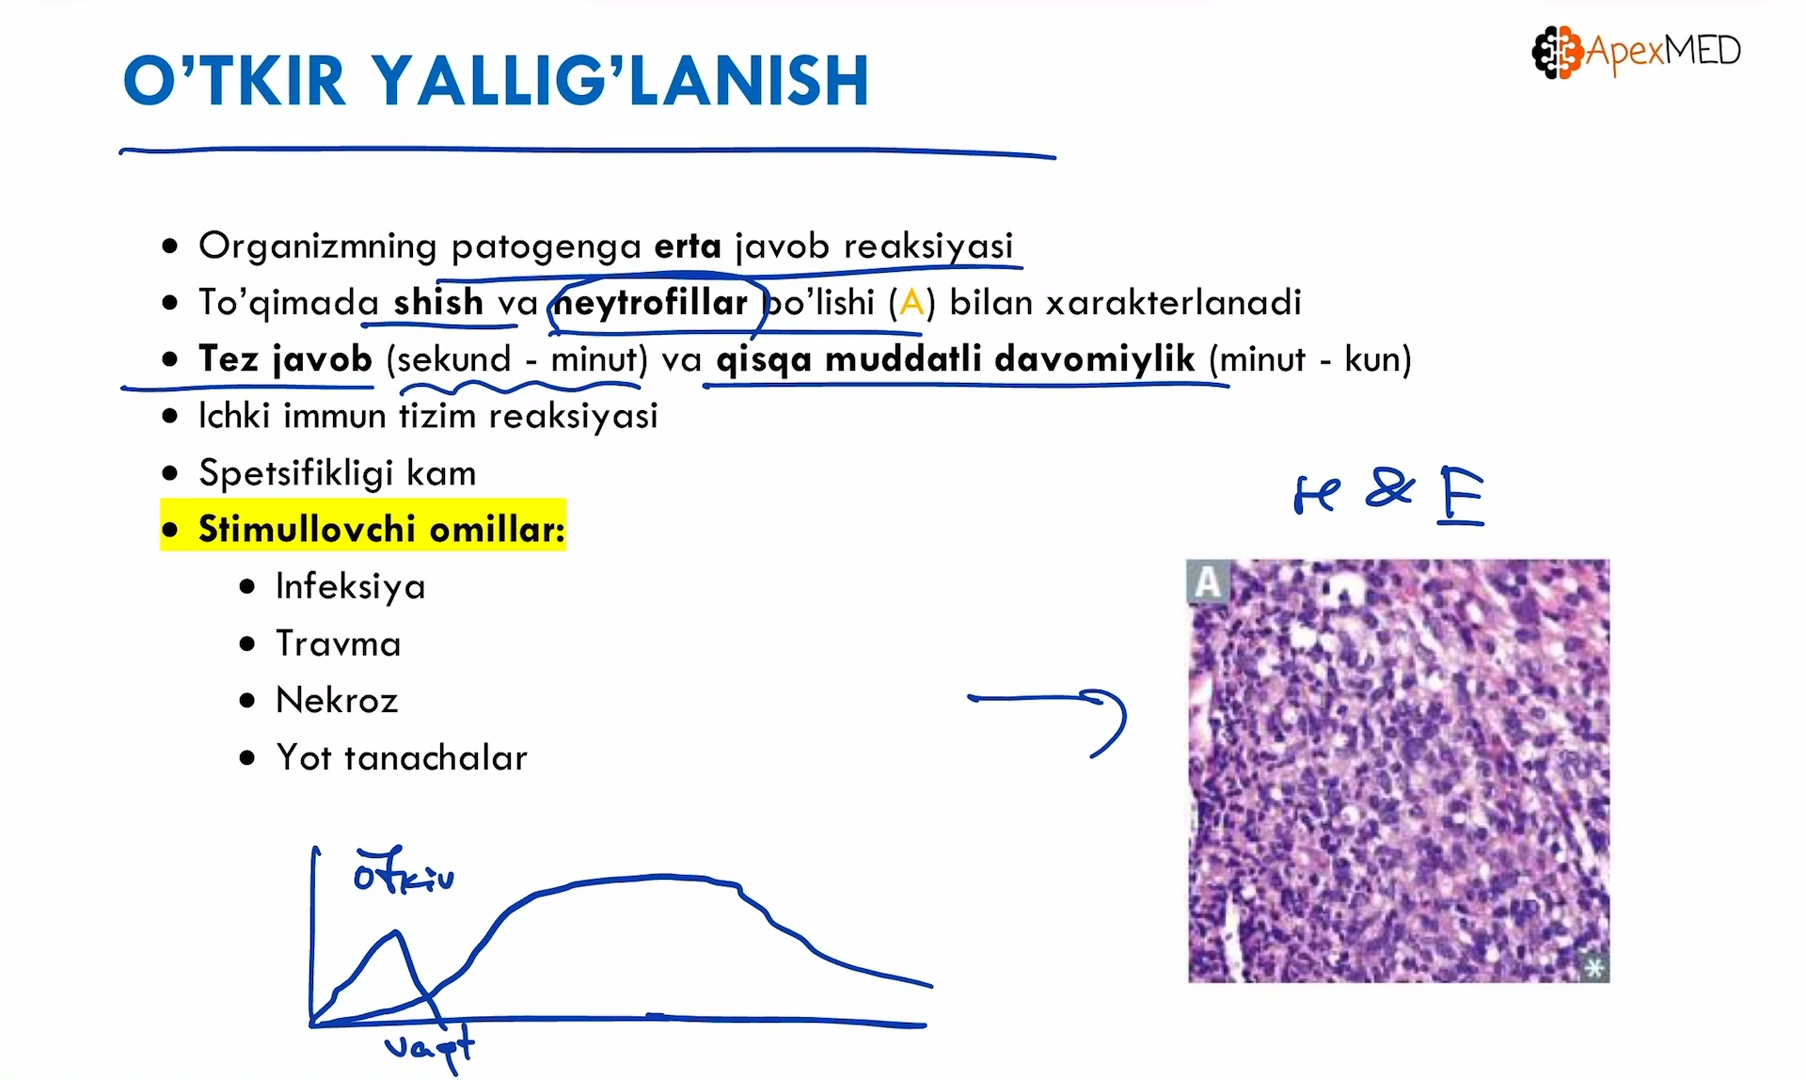 ApexMED
O’TKIR YALLIG’LANISH
• Organizmning patogenga erta javob reaksiyasi
• To’qimada shish va neytrofillar bo’lishi (A) bilan xarakterlanadi
• Tez javob (sekund - minut) va qisqa muddatli davomiylik (minut - kun)
• Ichki immun tizim reaksiyasi
• Spetsifikligi kam
• Stimullovchi omillar:
• Infeksiya
• Travma
• Nekroz
• Yot tanachalar
H & E
A
*
o‘tkir
vaqt